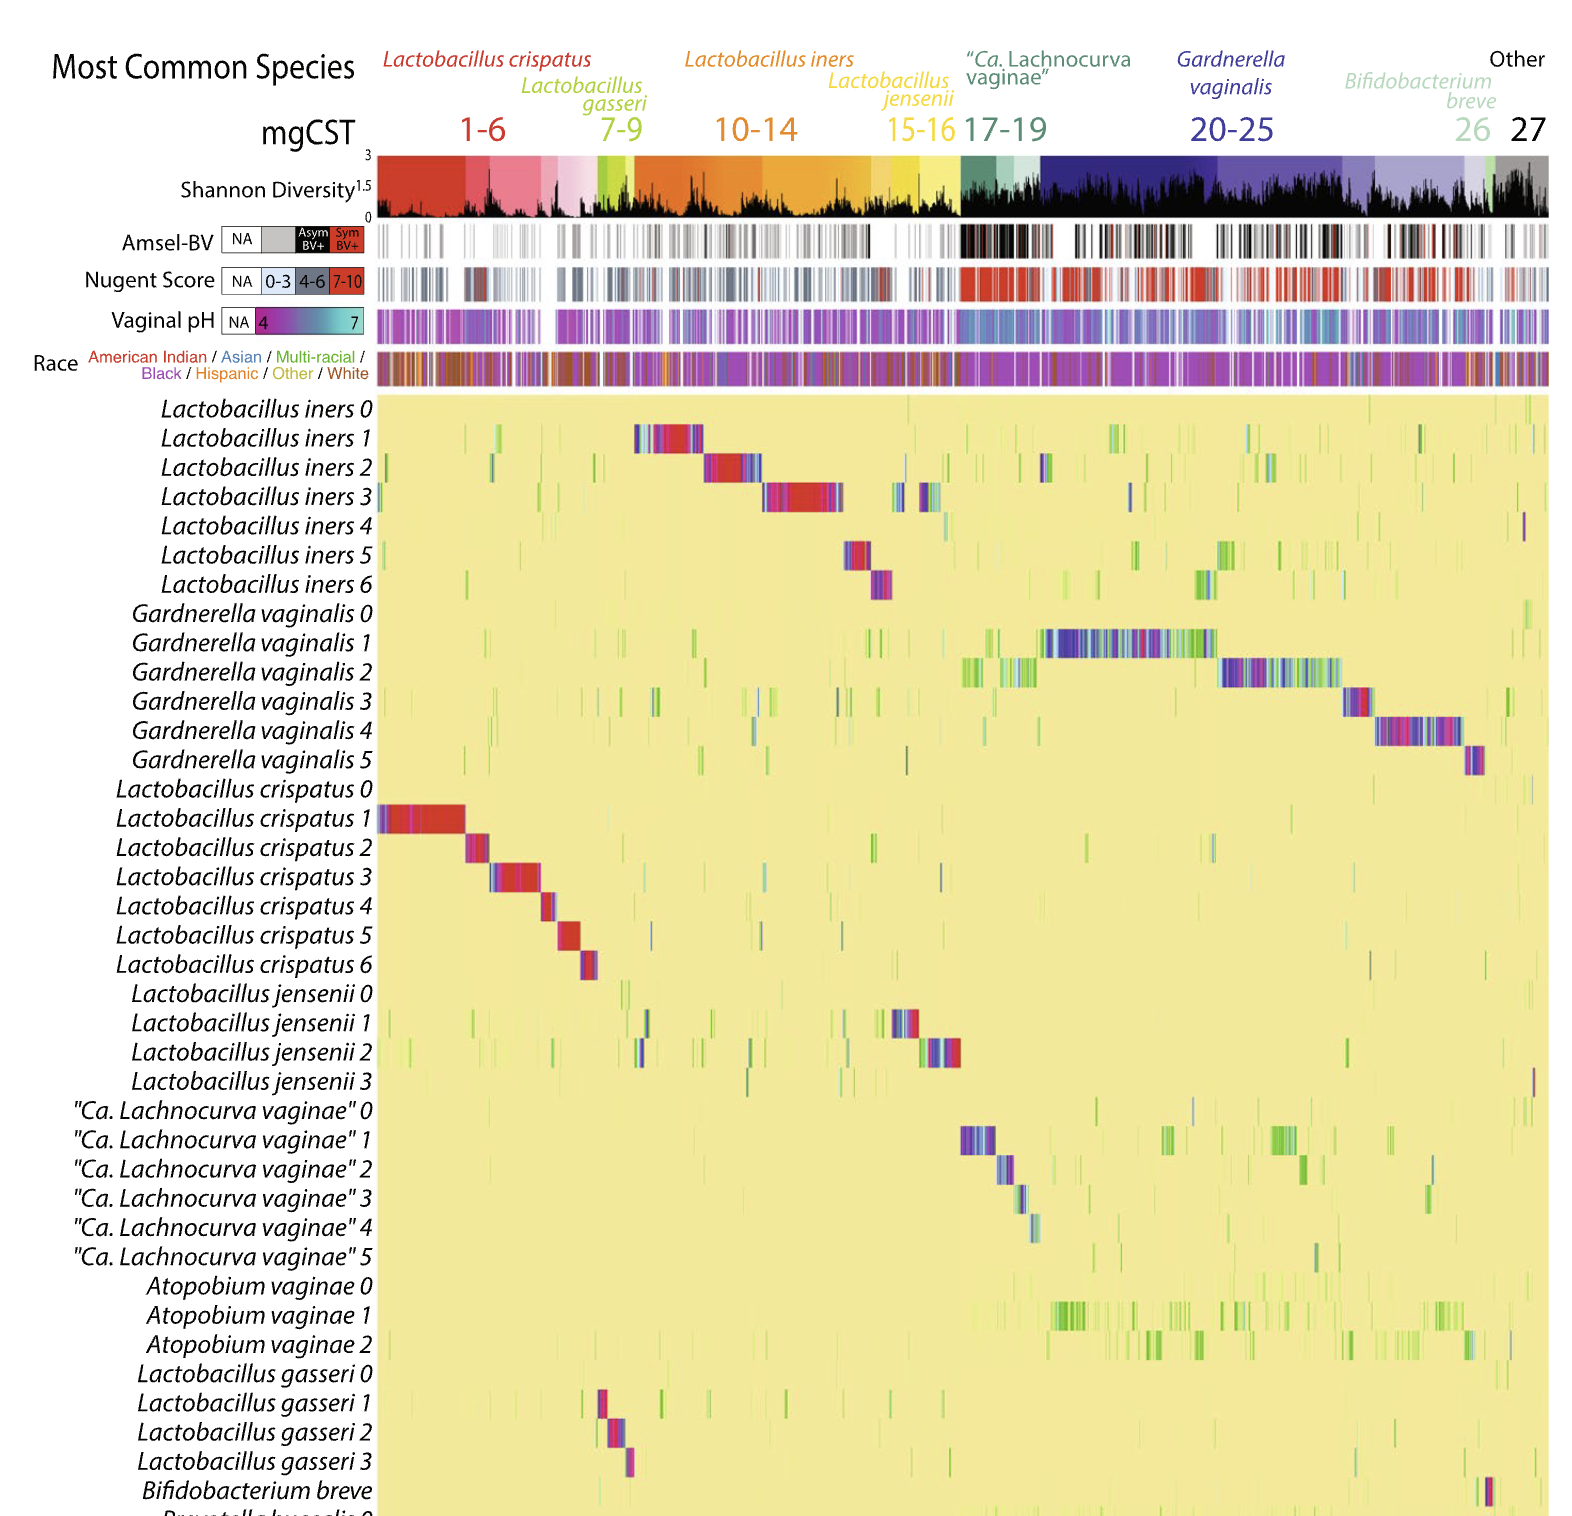 Most Common Species
Lactobacillus crispatus
Lactobacillus
gasseri
Lactobacillus iners
Lactobacillus
jensenii
"Ca. Lachnocurva
vaginae"
Gardnerella
vaginalis
Bifidobacterium
breve
Other
mgCST 1-6 7-9 10-14 15-16 17-19 20-25 26 27
Shannon Diversity 3 1.5 0
Amsel-BV NA Asym BV+ Sym BV+
Nugent Score NA 0-3 4-6 7-10
Vaginal pH NA 4 7
Race American Indian / Asian / Multi-racial /
Black / Hispanic / Other / White
Lactobacillus iners 0
Lactobacillus iners 1
Lactobacillus iners 2
Lactobacillus iners 3
Lactobacillus iners 4
Lactobacillus iners 5
Lactobacillus iners 6
Gardnerella vaginalis 0
Gardnerella vaginalis 1
Gardnerella vaginalis 2
Gardnerella vaginalis 3
Gardnerella vaginalis 4
Gardnerella vaginalis 5
Lactobacillus crispatus 0
Lactobacillus crispatus 1
Lactobacillus crispatus 2
Lactobacillus crispatus 3
Lactobacillus crispatus 4
Lactobacillus crispatus 5
Lactobacillus crispatus 6
Lactobacillus jensenii 0
Lactobacillus jensenii 1
Lactobacillus jensenii 2
Lactobacillus jensenii 3
"Ca. Lachnocurva vaginae" 0
"Ca. Lachnocurva vaginae" 1
"Ca. Lachnocurva vaginae" 2
"Ca. Lachnocurva vaginae" 3
"Ca. Lachnocurva vaginae" 4
"Ca. Lachnocurva vaginae" 5
Atopobium vaginae 0
Atopobium vaginae 1
Atopobium vaginae 2
Lactobacillus gasseri 0
Lactobacillus gasseri 1
Lactobacillus gasseri 2
Lactobacillus gasseri 3
Bifidobacterium breve